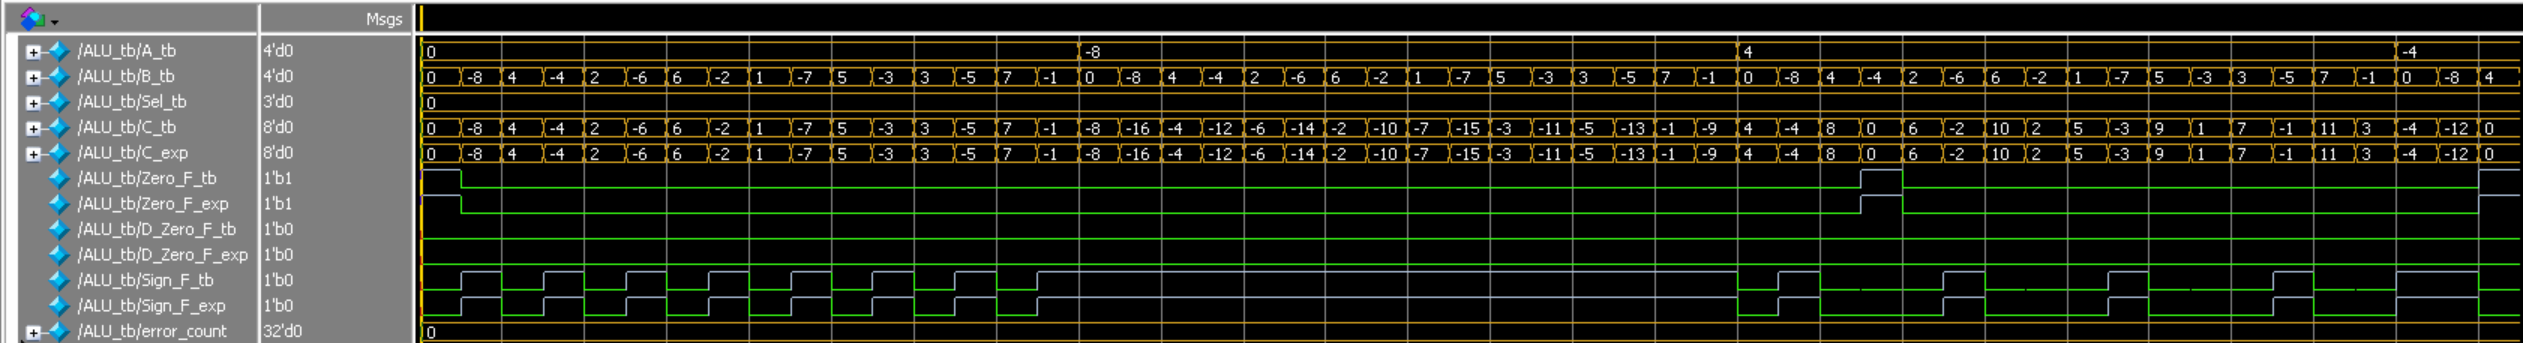 Msgs
/ALU_tb/A_tb 4'd0 0 -8 4 -4
/ALU_tb/B_tb 4'd0 0 -8 4 -4 2 -6 6 -2 1 -7 5 -3 3 -5 7 -1 0 -8 4 -4 2 -6 6 -2 1 -7 5 -3 3 -5 7 -1 0 -8 4 -4 2 -6 6 -2 1 -7 5 -3 3 -5 7 -1 0 -8 4
/ALU_tb/Sel_tb 3'd0 0
/ALU_tb/C_tb 8'd0 0 -8 4 -4 2 -6 6 -2 1 -7 5 -3 3 -5 7 -1 -8 -16 -4 -12 -6 -14 -2 -10 -7 -15 -3 -11 -5 -13 -1 -9 4 -4 8 0 6 -2 10 2 5 -3 9 1 7 -1 11 3 -4 -12 0
/ALU_tb/C_exp 8'd0 0 -8 4 -4 2 -6 6 -2 1 -7 5 -3 3 -5 7 -1 -8 -16 -4 -12 -6 -14 -2 -10 -7 -15 -3 -11 -5 -13 -1 -9 4 -4 8 0 6 -2 10 2 5 -3 9 1 7 -1 11 3 -4 -12 0
/ALU_tb/Zero_F_tb 1'b1
/ALU_tb/Zero_F_exp 1'b1
/ALU_tb/D_Zero_F_tb 1'b0
/ALU_tb/D_Zero_F_exp 1'b0
/ALU_tb/Sign_F_tb 1'b0
/ALU_tb/Sign_F_exp 1'b0
/ALU_tb/error_count 32'd0 0